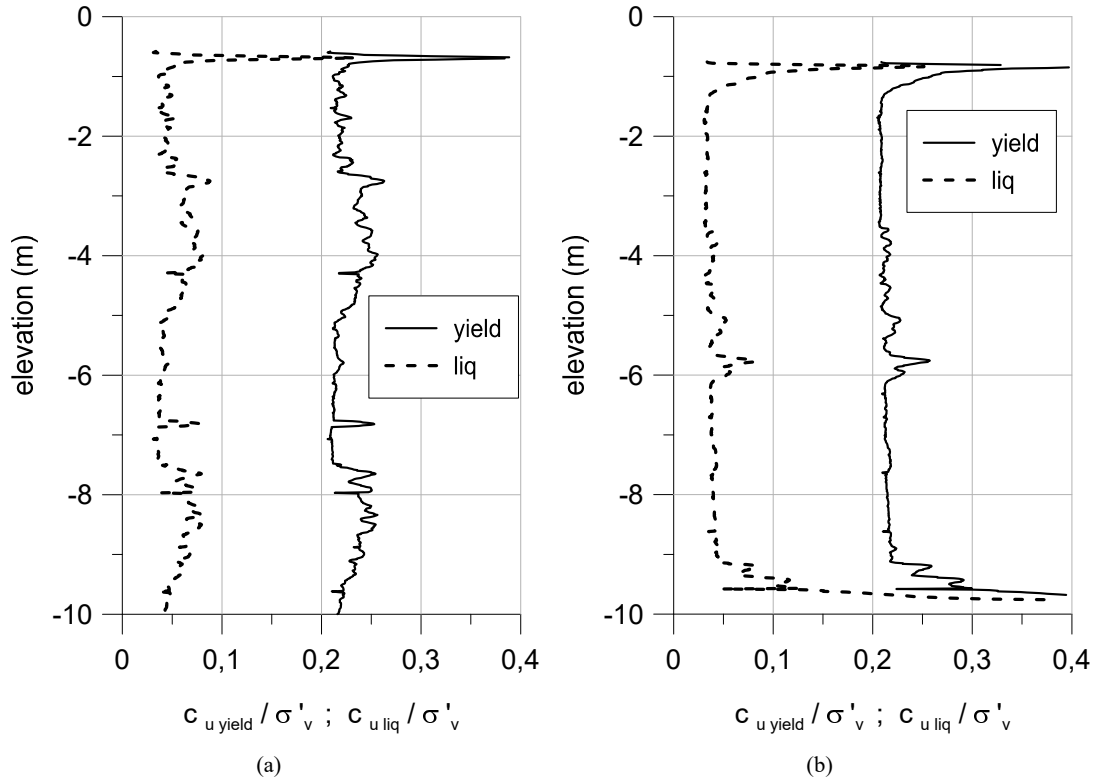 0
-2
-4
-6
-8
-10
elevation (m)
0 0,1 0,2 0,3 0,4
yield
liq
c u yield / σ 'v ; c u liq / σ 'v
(a)
0
-2
-4
-6
-8
-10
elevation (m)
0 0,1 0,2 0,3 0,4
yield
liq
c u yield / σ 'v ; c u liq / σ 'v
(b)